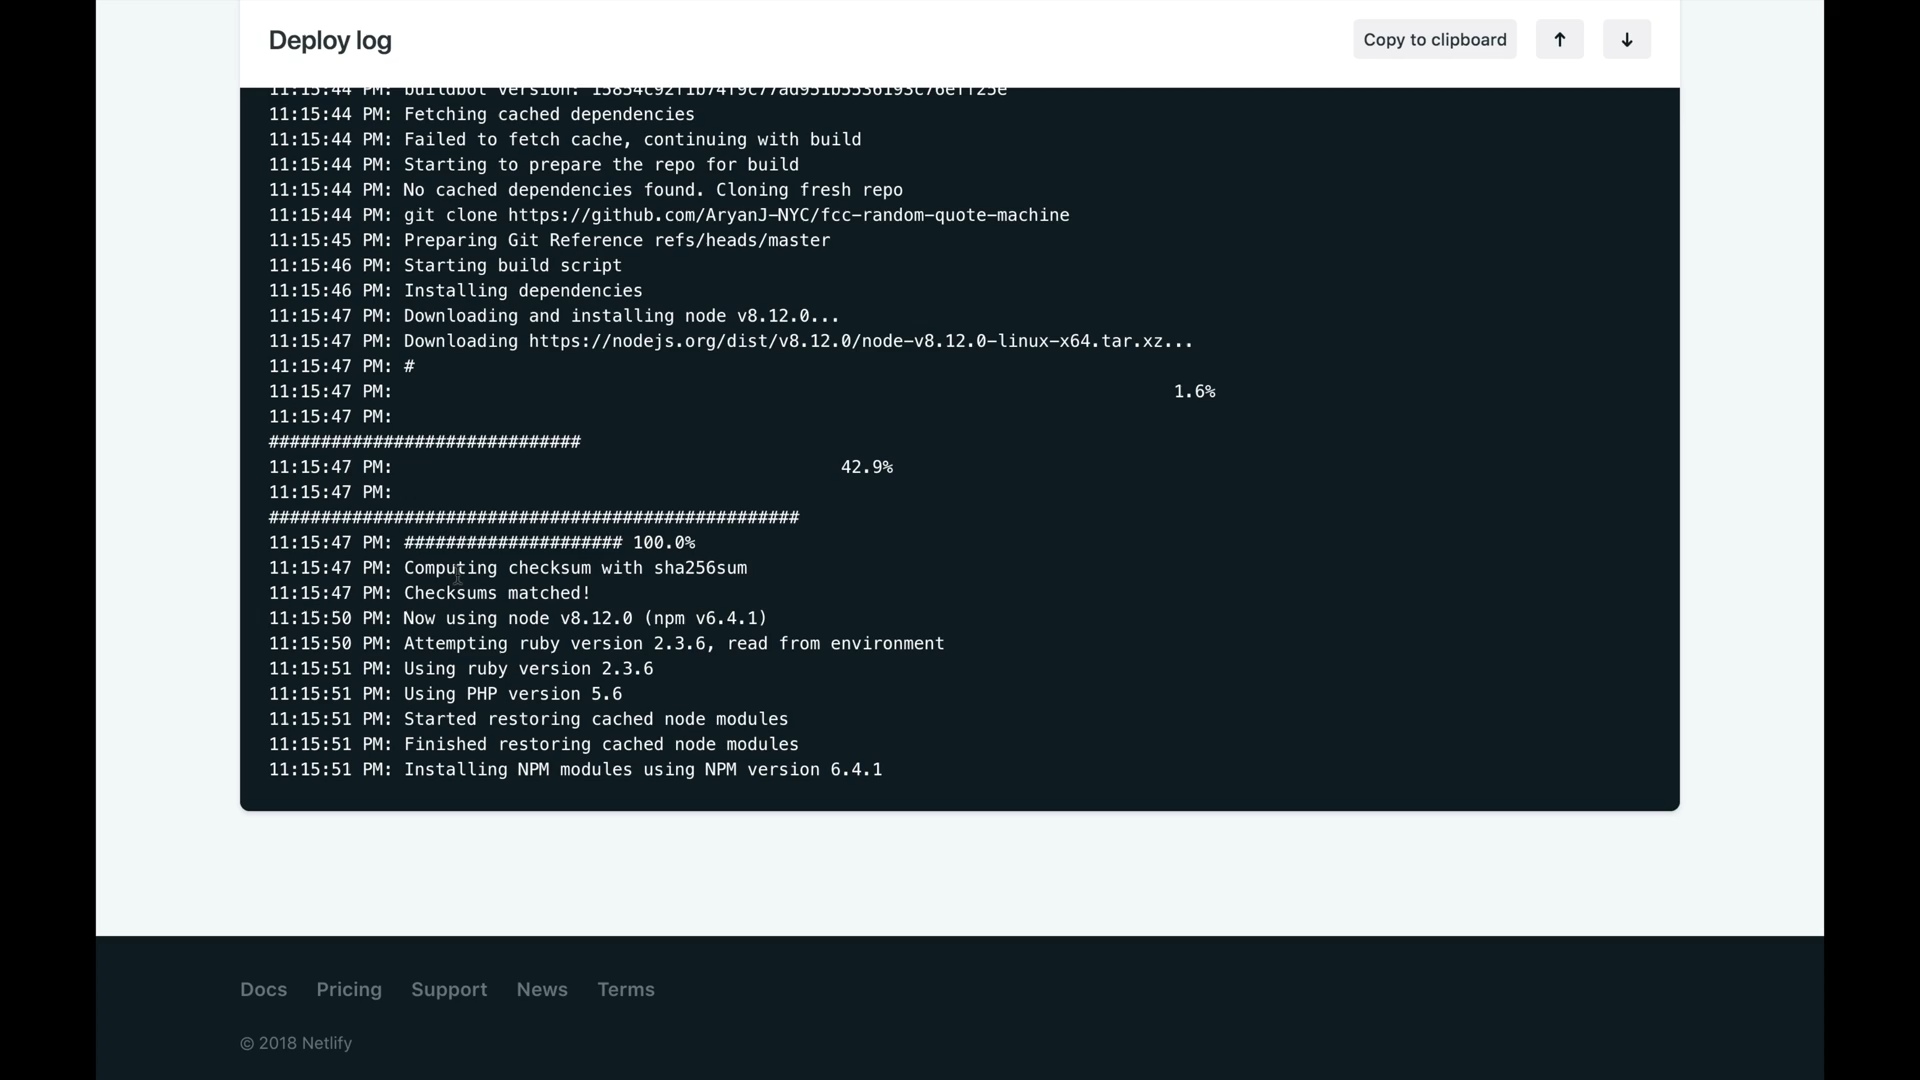 Deploy log
Copy to clipboard
↑
↓
11:15:44 PM: buildbot version:
11:15:44 PM: Fetching cached dependencies
11:15:44 PM: Failed to fetch cache, continuing with build
11:15:44 PM: Starting to prepare the repo for build
11:15:44 PM: No cached dependencies found. Cloning fresh repo
11:15:44 PM: git clone https://github.com/AryanJ-NYC/fcc-random-quote-machine
11:15:45 PM: Preparing Git Reference refs/heads/master
11:15:46 PM: Starting build script
11:15:46 PM: Installing dependencies
11:15:47 PM: Downloading and installing node v8.12.0...
11:15:47 PM: Downloading https://nodejs.org/dist/v8.12.0/node-v8.12.0-linux-x64.tar.xz...
11:15:47 PM: #
11:15:47 PM: 1.6%
11:15:47 PM:
##############################
11:15:47 PM: 42.9%
11:15:47 PM:
###################################################
11:15:47 PM: ##################### 100.0%
11:15:47 PM: Computing checksum with sha256sum
11:15:47 PM: Checksums matched!
11:15:50 PM: Now using node v8.12.0 (npm v6.4.1)
11:15:50 PM: Attempting ruby version 2.3.6, read from environment
11:15:51 PM: Using ruby version 2.3.6
11:15:51 PM: Using PHP version 5.6
11:15:51 PM: Started restoring cached node modules
11:15:51 PM: Finished restoring cached node modules
11:15:51 PM: Installing NPM modules using NPM version 6.4.1
Docs Pricing Support News Terms
© 2018 Netlify